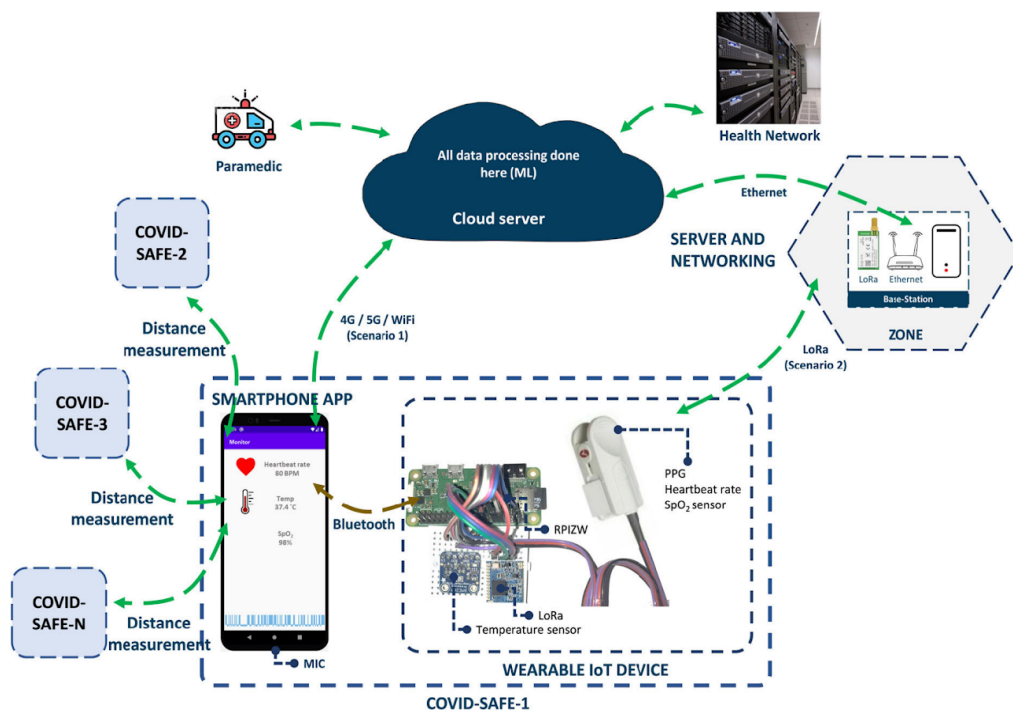 Paramedic
All data processing done
here (ML)
Cloud server
Health Network
Ethernet
SERVER AND
NETWORKING
LoRa
Ethernet
Base-Station
ZONE
COVID-
SAFE-2
Distance
measurement
4G / 5G / WiFi
(Scenario 1)
LoRa
(Scenario 2)
COVID-
SAFE-3
Distance
measurement
COVID-
SAFE-N
Distance
measurement
SMARTPHONE APP
Monitor
Heartbeat rate
80 BPM
Temp
37.4 °C
SpO₂
98%
MIC
Bluetooth
PPG
Heartbeat rate
SpO₂ sensor
RPIZW
LoRa
Temperature sensor
WEARABLE IoT DEVICE
COVID-SAFE-1